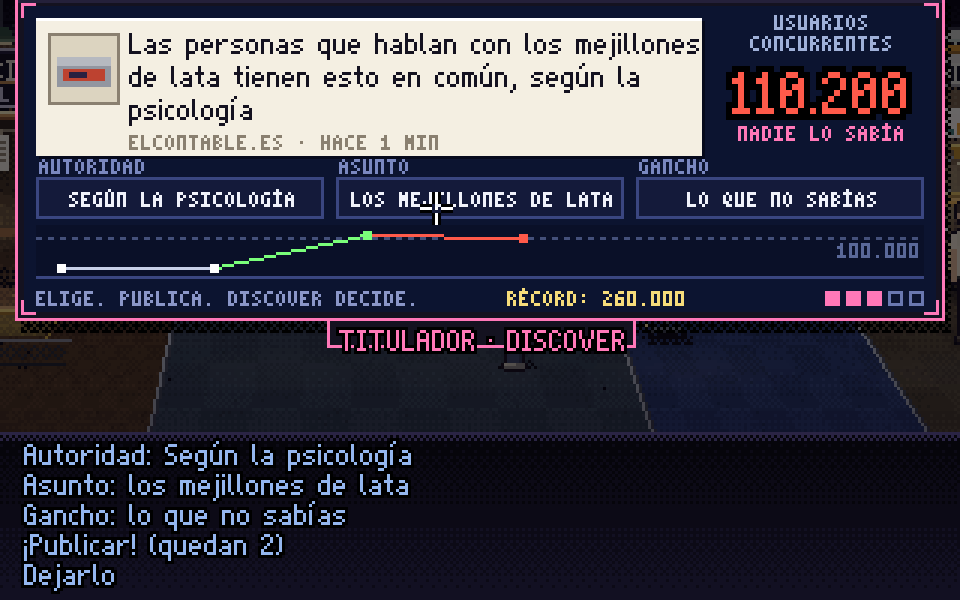 Las personas que hablan con los mejillones
de lata tienen esto en común, según la
psicología
ELCONTABLE.ES · HACE 1 MIN
USUARIOS
CONCURRENTES
110.200
NADIE LO SABÍA
AUTORIDAD
ASUNTO
GANCHO
SEGÚN LA PSICOLOGÍA
LOS MEJILLONES DE LATA
LO QUE NO SABÍAS
100.000
ELIGE. PUBLICA. DISCOVER DECIDE.
RÉCORD: 260.000
TITULADOR · DISCOVER
Autoridad: Según la psicología
Asunto: los mejillones de lata
Gancho: lo que no sabías
¡Publicar! (quedan 2)
Dejarlo